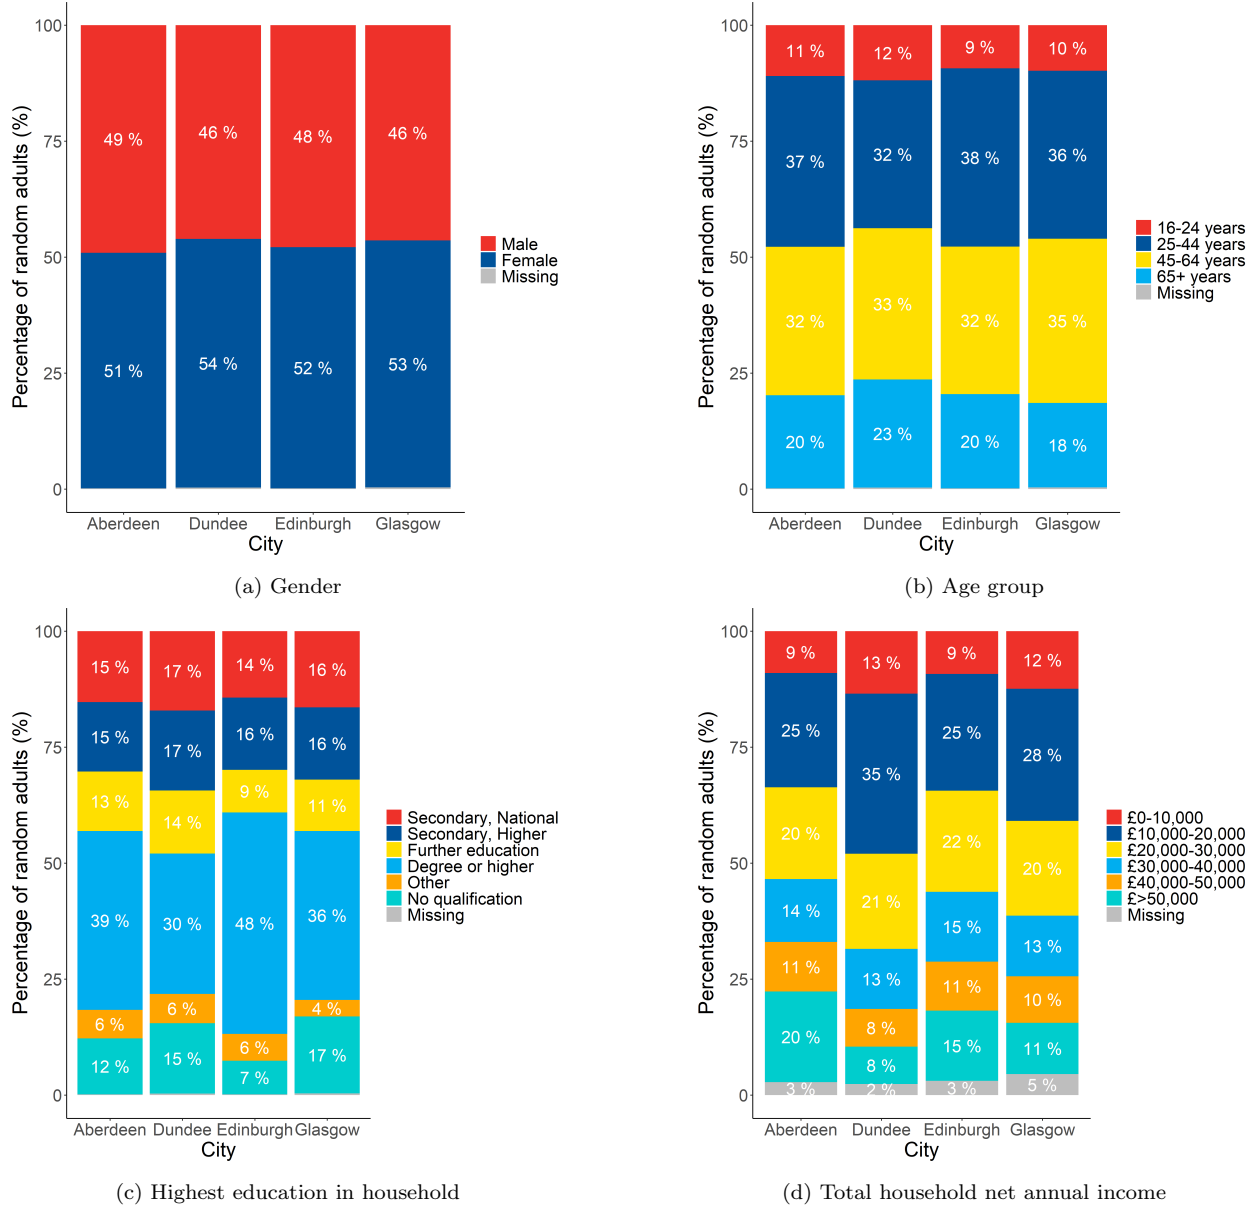 Percentage of random adults (%)
100
75
50
25
0
49 %
46 %
48 %
46 %
51 %
54 %
52 %
53 %
Aberdeen
Dundee
Edinburgh
Glasgow
City
Male
Female
Missing
(a) Gender
Percentage of random adults (%)
100
75
50
25
0
11 %
12 %
9 %
10 %
37 %
32 %
38 %
36 %
32 %
33 %
32 %
35 %
20 %
23 %
20 %
18 %
Aberdeen
Dundee
Edinburgh
Glasgow
City
16-24 years
25-44 years
45-64 years
65+ years
Missing
(b) Age group
Percentage of random adults (%)
100
75
50
25
0
15 %
17 %
14 %
16 %
15 %
17 %
16 %
16 %
13 %
14 %
9 %
11 %
39 %
30 %
48 %
36 %
6 %
6 %
6 %
4 %
12 %
15 %
7 %
17 %
Aberdeen
Dundee
Edinburgh
Glasgow
City
Secondary, National
Secondary, Higher
Further education
Degree or higher
Other
No qualification
Missing
(c) Highest education in household
Percentage of random adults (%)
100
75
50
25
0
9 %
13 %
9 %
12 %
25 %
35 %
25 %
28 %
20 %
21 %
22 %
20 %
14 %
13 %
15 %
13 %
11 %
8 %
11 %
10 %
20 %
8 %
15 %
11 %
3 %
2 %
3 %
5 %
Aberdeen
Dundee
Edinburgh
Glasgow
City
£0-10,000
£10,000-20,000
£20,000-30,000
£30,000-40,000
£40,000-50,000
£>50,000
Missing
(d) Total household net annual income